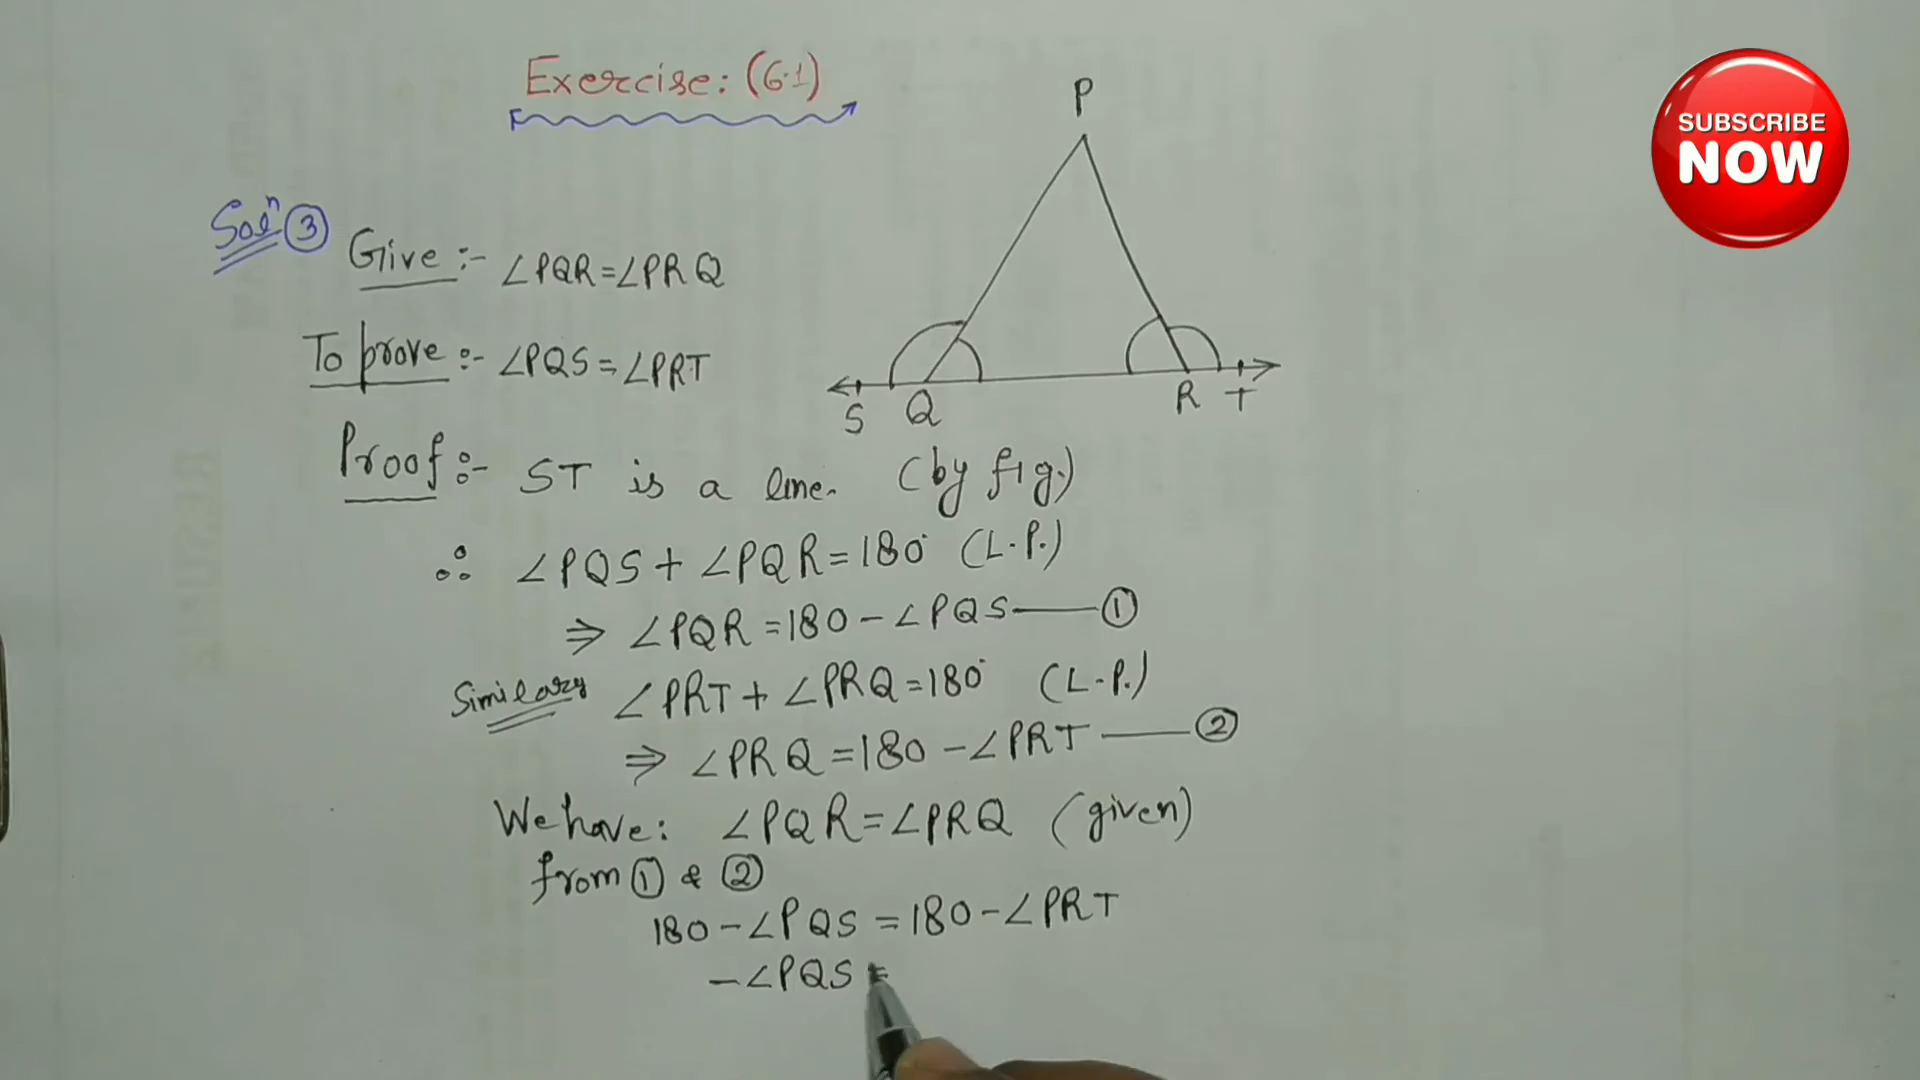 Exercise: (6.1)
SUBSCRIBE
NOW
P
Solⁿ ③
Give :- ∠PQR=∠PRQ
To prove :- ∠PQS=∠PRT
S Q R T
Proof :- ST is a line. (by fig.)
∴ ∠PQS + ∠PQR = 180° (L.P.)
⇒ ∠PQR = 180 - ∠PQS — ①
Similary ∠PRT + ∠PRQ = 180° (L.P.)
⇒ ∠PRQ = 180 - ∠PRT — ②
We have: ∠PQR = ∠PRQ (given)
from ① & ②
180 - ∠PQS = 180 - ∠PRT
- ∠PQS =